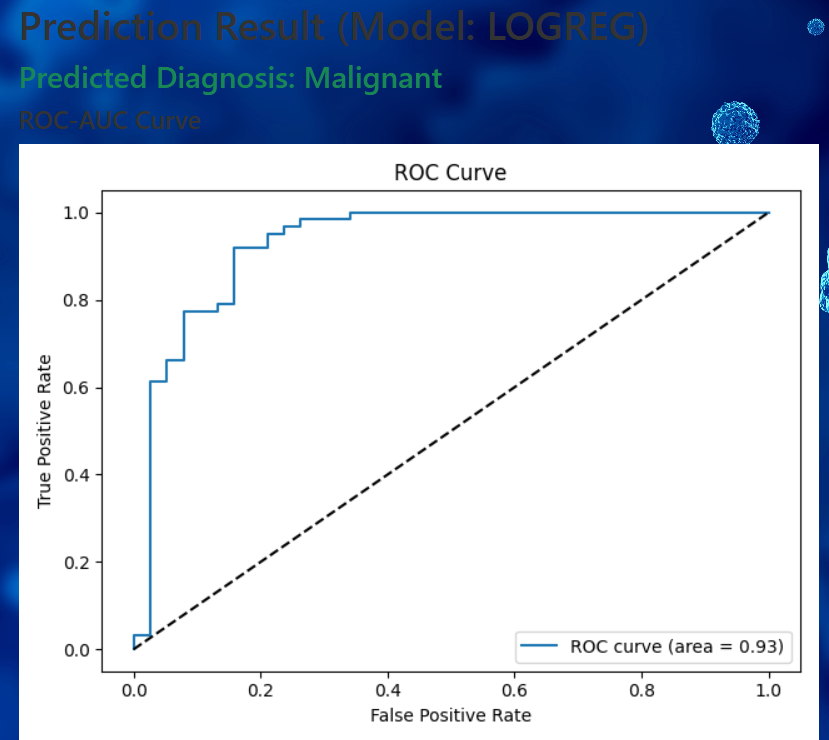 Prediction Result (Model: LOGREG)
Predicted Diagnosis: Malignant
ROC-AUC Curve
ROC Curve
1.0
0.8
0.6
0.4
0.2
0.0
True Positive Rate
ROC curve (area = 0.93)
0.0 0.2 0.4 0.6 0.8 1.0
False Positive Rate